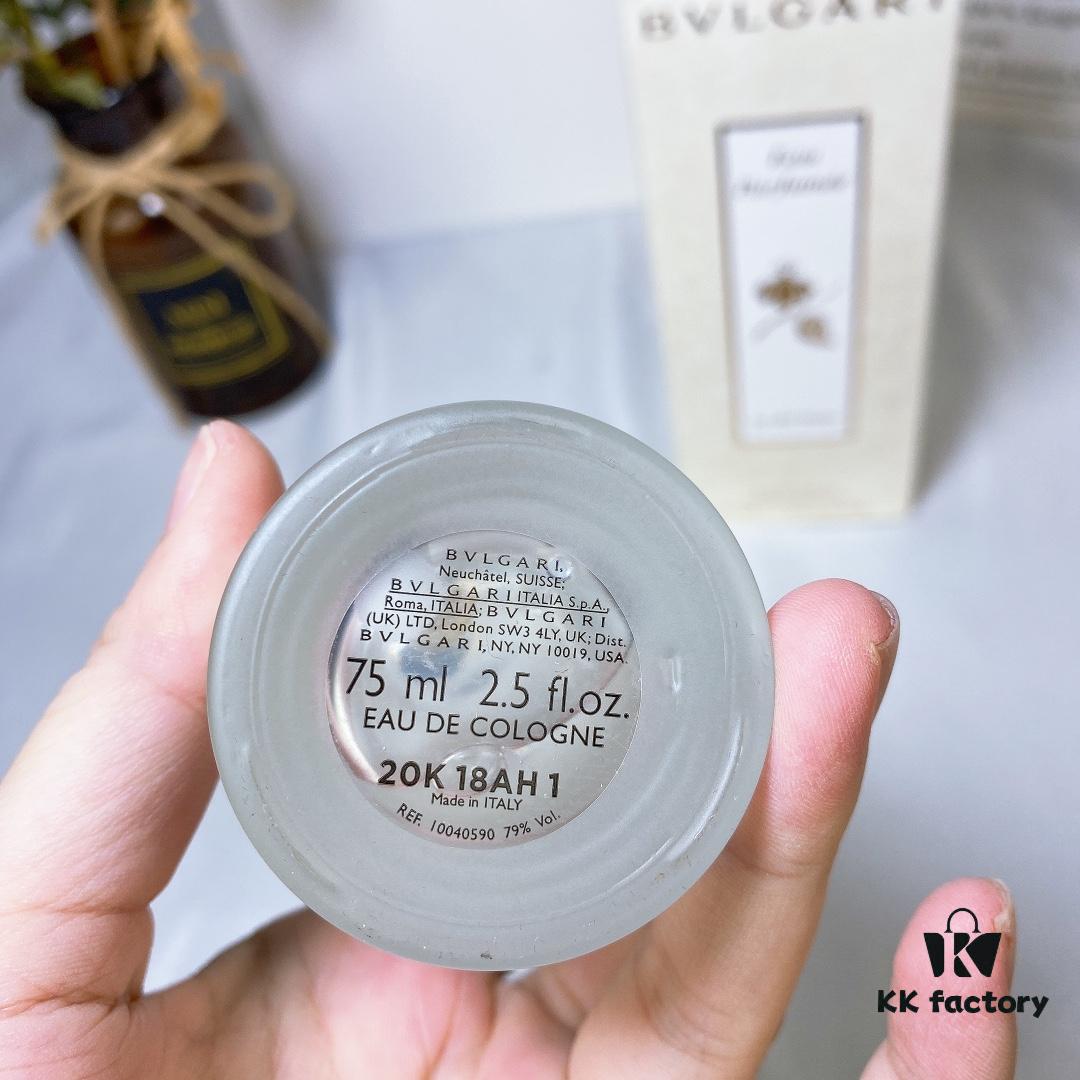 BVLGARI
BVLGARI,
Neuchâtel, SUISSE;
BVLGARI ITALIA S.p.A.,
Roma, ITALIA; BVLGARI
(UK) LTD, London SW3 4LY, UK; Dist.
BVLGARI, NY, NY 10019, USA.
75 ml 2.5 fl.oz.
EAU DE COLOGNE
20K 18AH 1
Made in ITALY
REF. 10040590 79% Vol.
KK factory